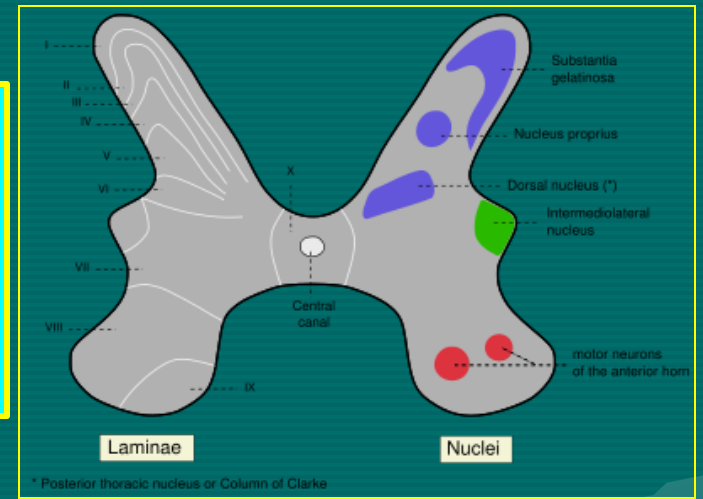 I
II
III
IV
V
VI
VII
VIII
IX
X
Central
canal
Substantia
gelatinosa
Nucleus proprius
Dorsal nucleus (*)
Intermediolateral
nucleus
motor neurons
of the anterior horn
Laminae
Nuclei
* Posterior thoracic nucleus or Column of Clarke